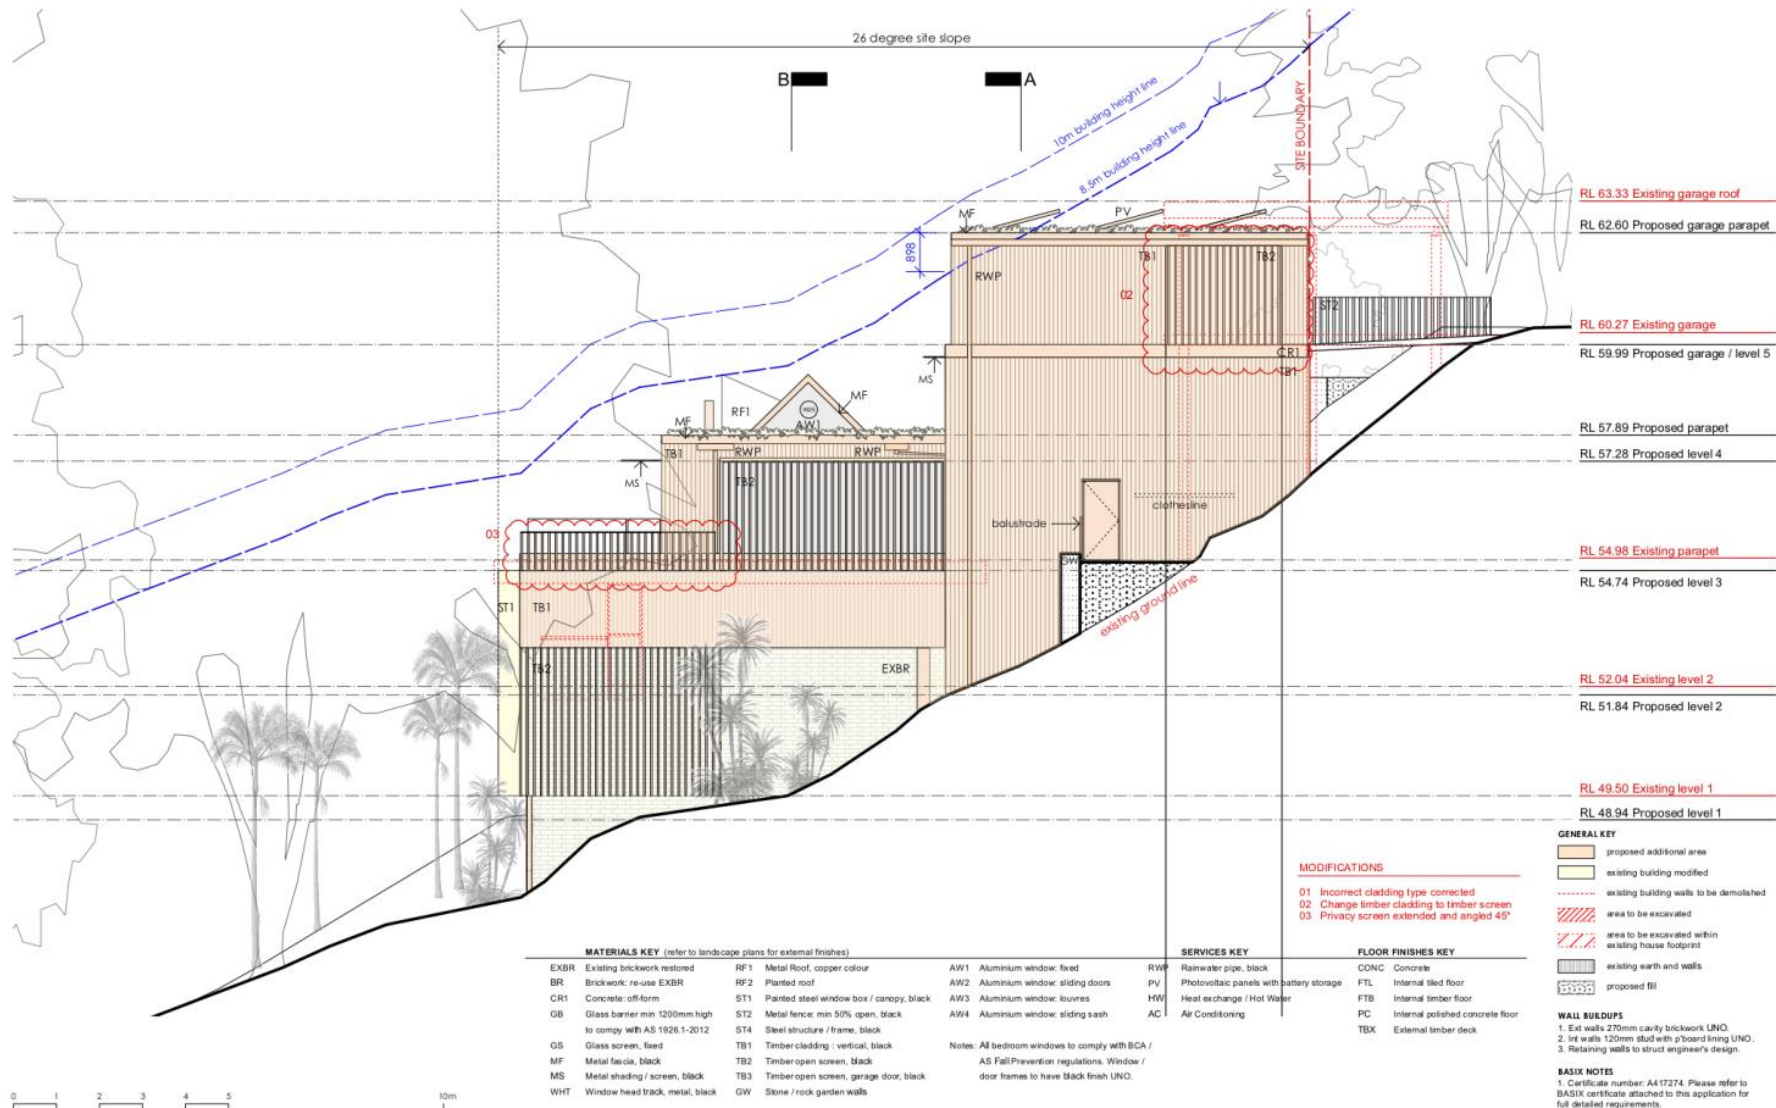 26 degree site slope
B
A
10m building height line
8.5m building height line
SITE BOUNDARY
RL 63.33 Existing garage roof
MF
PV
RL 62.60 Proposed garage parapet
898
TB1
TB2
RWP
02
ST2
RL 60.27 Existing garage
CR1
RL 59.99 Proposed garage / level 5
TB1
MS
MF
RF1
AW1
MF
RL 57.89 Proposed parapet
TB1
RWP
RWP
RL 57.28 Proposed level 4
MS
TB2
clothesline
balustrade
03
RL 54.98 Existing parapet
GW
RL 54.74 Proposed level 3
existing ground line
ST1
TB1
TB2
EXBR
RL 52.04 Existing level 2
RL 51.84 Proposed level 2
RL 49.50 Existing level 1
RL 48.94 Proposed level 1
GENERAL KEY
proposed additional area
existing building modified
existing building walls to be demolished
area to be excavated
area to be excavated within
existing house footprint
existing earth and walls
proposed fill
MODIFICATIONS
01 Incorrect cladding type corrected
02 Change timber cladding to timber screen
03 Privacy screen extended and angled 45°
MATERIALS KEY (refer to landscape plans for external finishes)
EXBR Existing brickwork restored
BR Brickwork: re-use EXBR
CR1 Concrete: off-form
GB Glass barrier min 1200mm high
to compy with AS 1926.1-2012
GS Glass screen, fixed
MF Metal fascia, black
MS Metal shading / screen, black
WHT Window head track, metal, black
RF1 Metal Roof, copper colour
RF2 Planted roof
ST1 Painted steel window box / canopy, black
ST2 Metal fence: min 50% open, black
ST4 Steel structure / frame, black
TB1 Timber cladding : vertical, black
TB2 Timber open screen, black
TB3 Timber open screen, garage door, black
GW Stone / rock garden walls
AW1 Aluminium window: fixed
AW2 Aluminium window: sliding doors
AW3 Aluminium window: louvres
AW4 Aluminium window: sliding sash
Notes: All bedroom windows to comply with BCA /
AS Fall Prevention regulations. Window /
door frames to have black finish UNO.
SERVICES KEY
RWP Rainwater pipe, black
PV Photovoltaic panels with battery storage
HW Heat exchange / Hot Water
AC Air Conditioning
FLOOR FINISHES KEY
CONC Concrete
FTL Internal tiled floor
FTB Internal timber floor
PC Internal polished concrete floor
TBX External timber deck
WALL BUILDUPS
1. Ext walls 270mm cavity brickwork UNO.
2. Int walls 120mm stud with p'board lining UNO.
3. Retaining walls to struct engineer's design.
BASIX NOTES
1. Certificate number: A417274. Please refer to
BASIX certificate attached to this application for
full detailed requirements.
0 1 2 3 4 5 10m